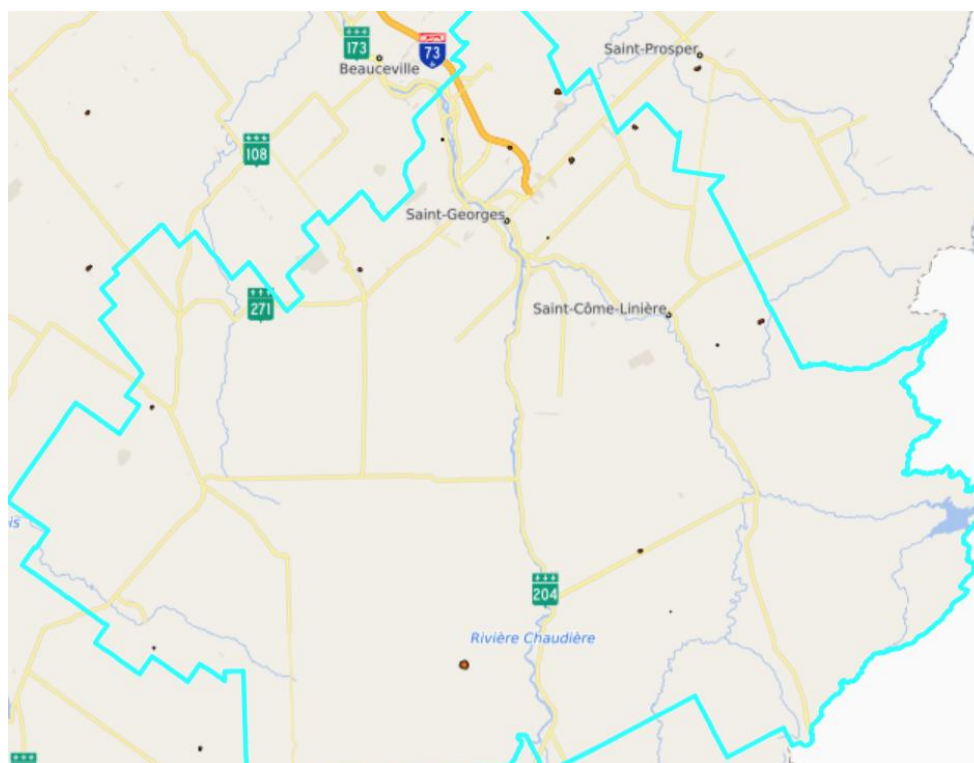 173
73
Saint-Prosper
Beauceville
108
Saint-Georges
271
Saint-Côme-Linière
is
204
Rivière Chaudière